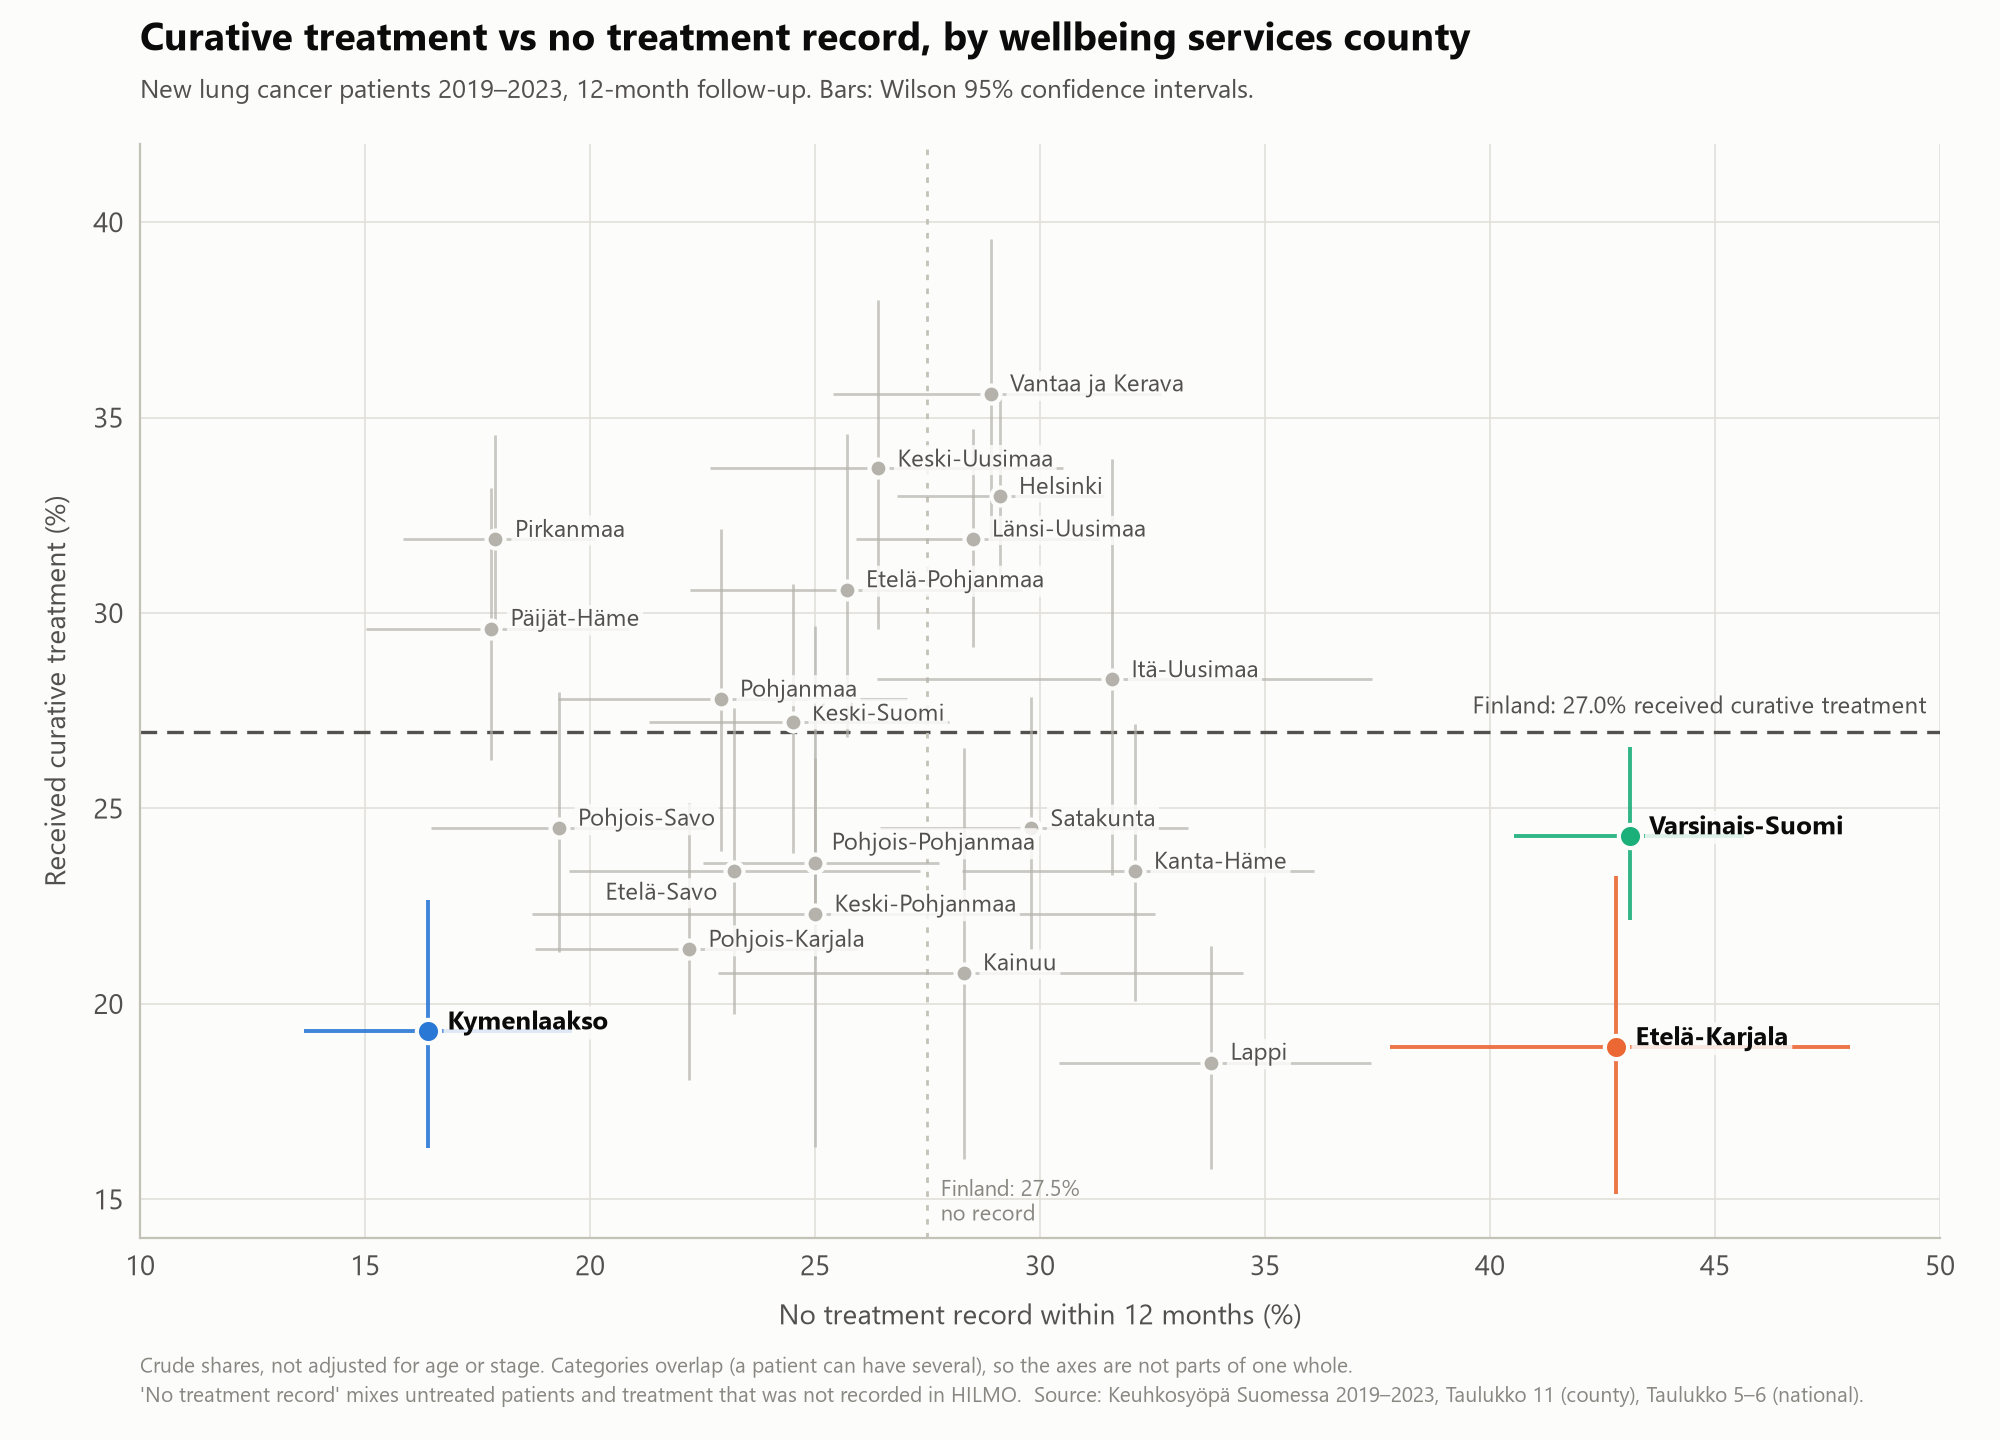 Curative treatment vs no treatment record, by wellbeing services county
New lung cancer patients 2019–2023, 12-month follow-up. Bars: Wilson 95% confidence intervals.
40
35
30
25
20
15
Received curative treatment (%)
Vantaa ja Kerava
Keski-Uusimaa
Helsinki
Pirkanmaa
Länsi-Uusimaa
Etelä-Pohjanmaa
Päijät-Häme
Itä-Uusimaa
Pohjanmaa
Keski-Suomi
Finland: 27.0% received curative treatment
Pohjois-Savo
Satakunta
Varsinais-Suomi
Pohjois-Pohjanmaa
Kanta-Häme
Etelä-Savo
Keski-Pohjanmaa
Pohjois-Karjala
Kainuu
Kymenlaakso
Etelä-Karjala
Lappi
Finland: 27.5%
no record
10 15 20 25 30 35 40 45 50
No treatment record within 12 months (%)
Crude shares, not adjusted for age or stage. Categories overlap (a patient can have several), so the axes are not parts of one whole.
'No treatment record' mixes untreated patients and treatment that was not recorded in HILMO. Source: Keuhkosyöpä Suomessa 2019–2023, Taulukko 11 (county), Taulukko 5–6 (national).